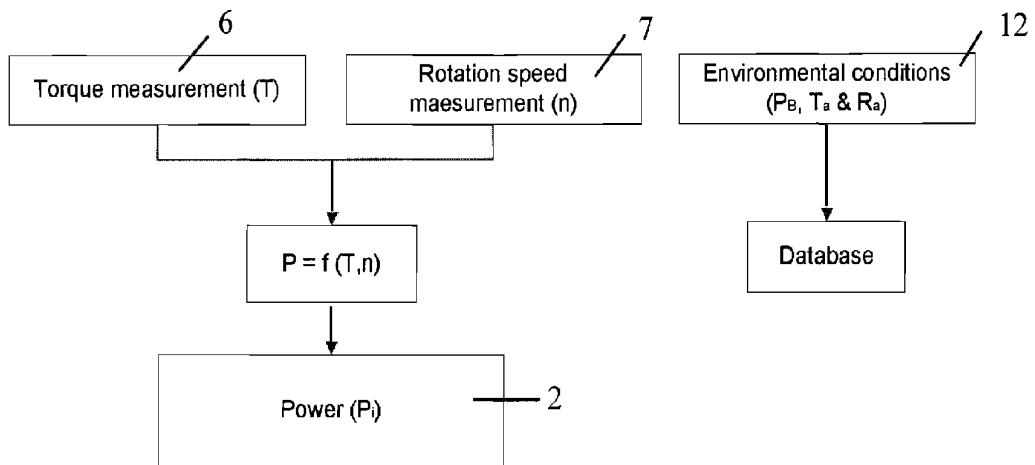 6
7
12
Torque measurement (T)
Rotation speed
maesurement (n)
Environmental conditions
(PB, Ta & Ra)
P = f (T,n)
Database
Power (Pi)
2